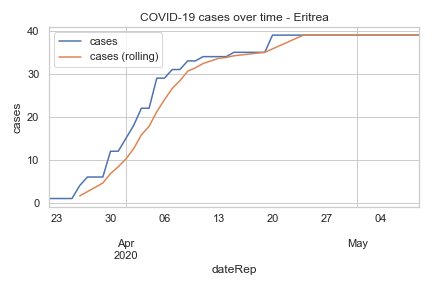 COVID-19 cases over time - Eritrea
cases
cases (rolling)
cases
40
30
20
10
0
23 30 06 13 20 27 04
Apr May
2020
dateRep